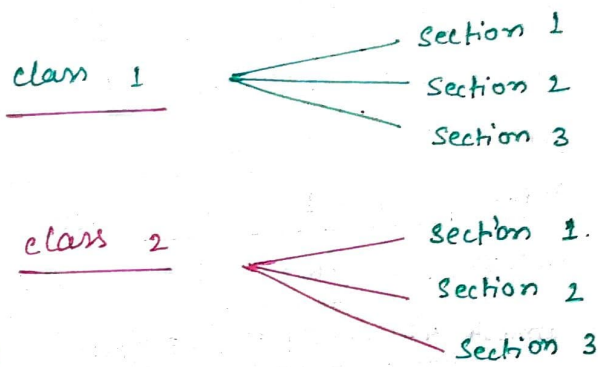 Section 1
class 1
Section 2
Section 3
class 2
Section 1.
Section 2
Section 3